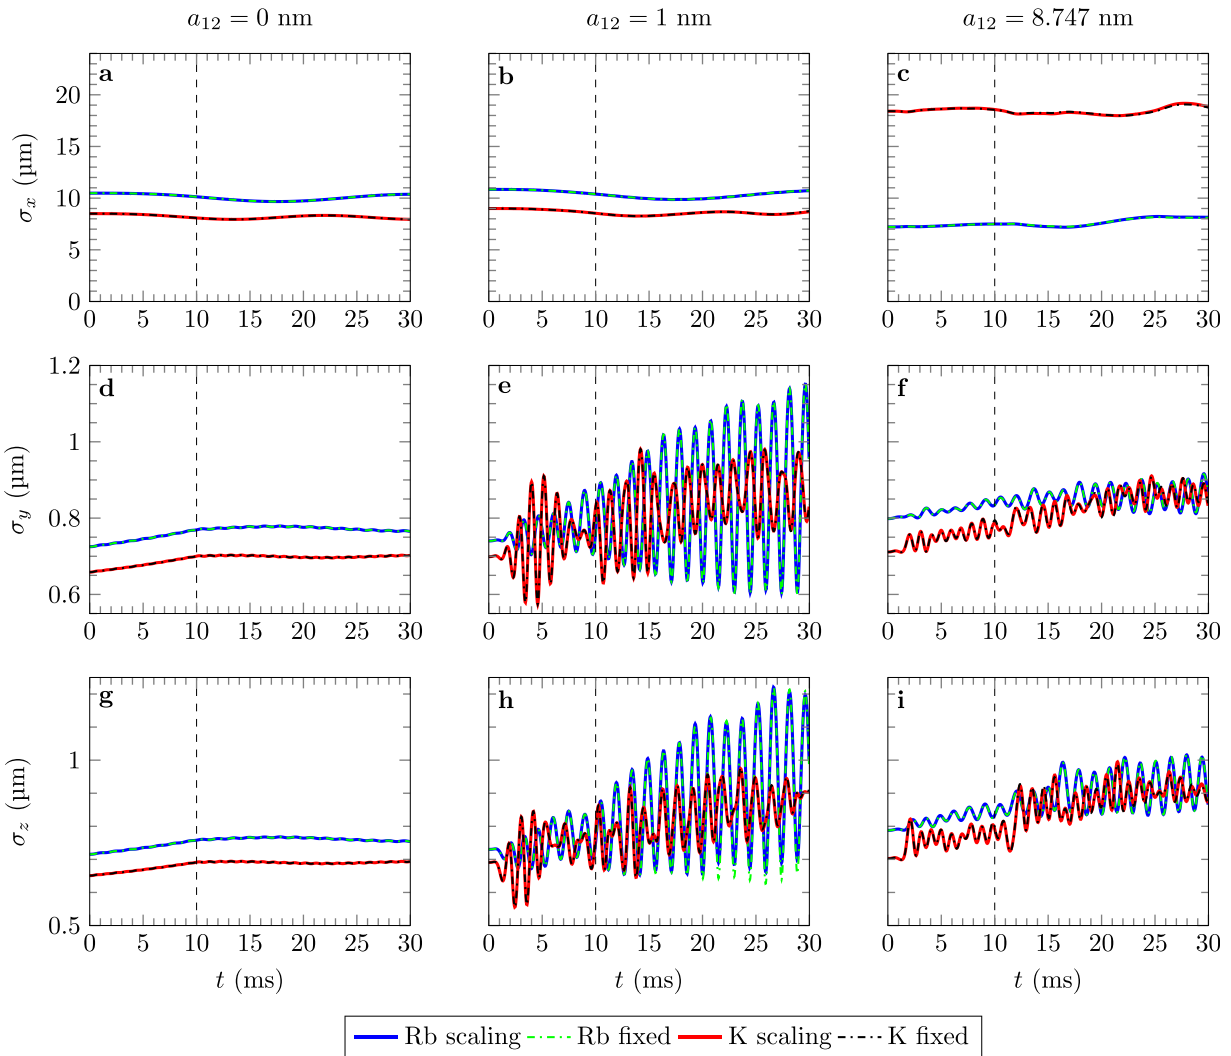 a₁₂ = 0 nm a₁₂ = 1 nm a₁₂ = 8.747 nm
a b c
σₓ (µm)
20
15
10
5
0
0 5 10 15 20 25 30 0 5 10 15 20 25 30 0 5 10 15 20 25 30
d e f
σ_y (µm)
1.2
1
0.8
0.6
0 5 10 15 20 25 30 0 5 10 15 20 25 30 0 5 10 15 20 25 30
g h i
σ_z (µm)
1
0.5
0 5 10 15 20 25 30 0 5 10 15 20 25 30 0 5 10 15 20 25 30
t (ms) t (ms) t (ms)
Rb scaling Rb fixed K scaling K fixed